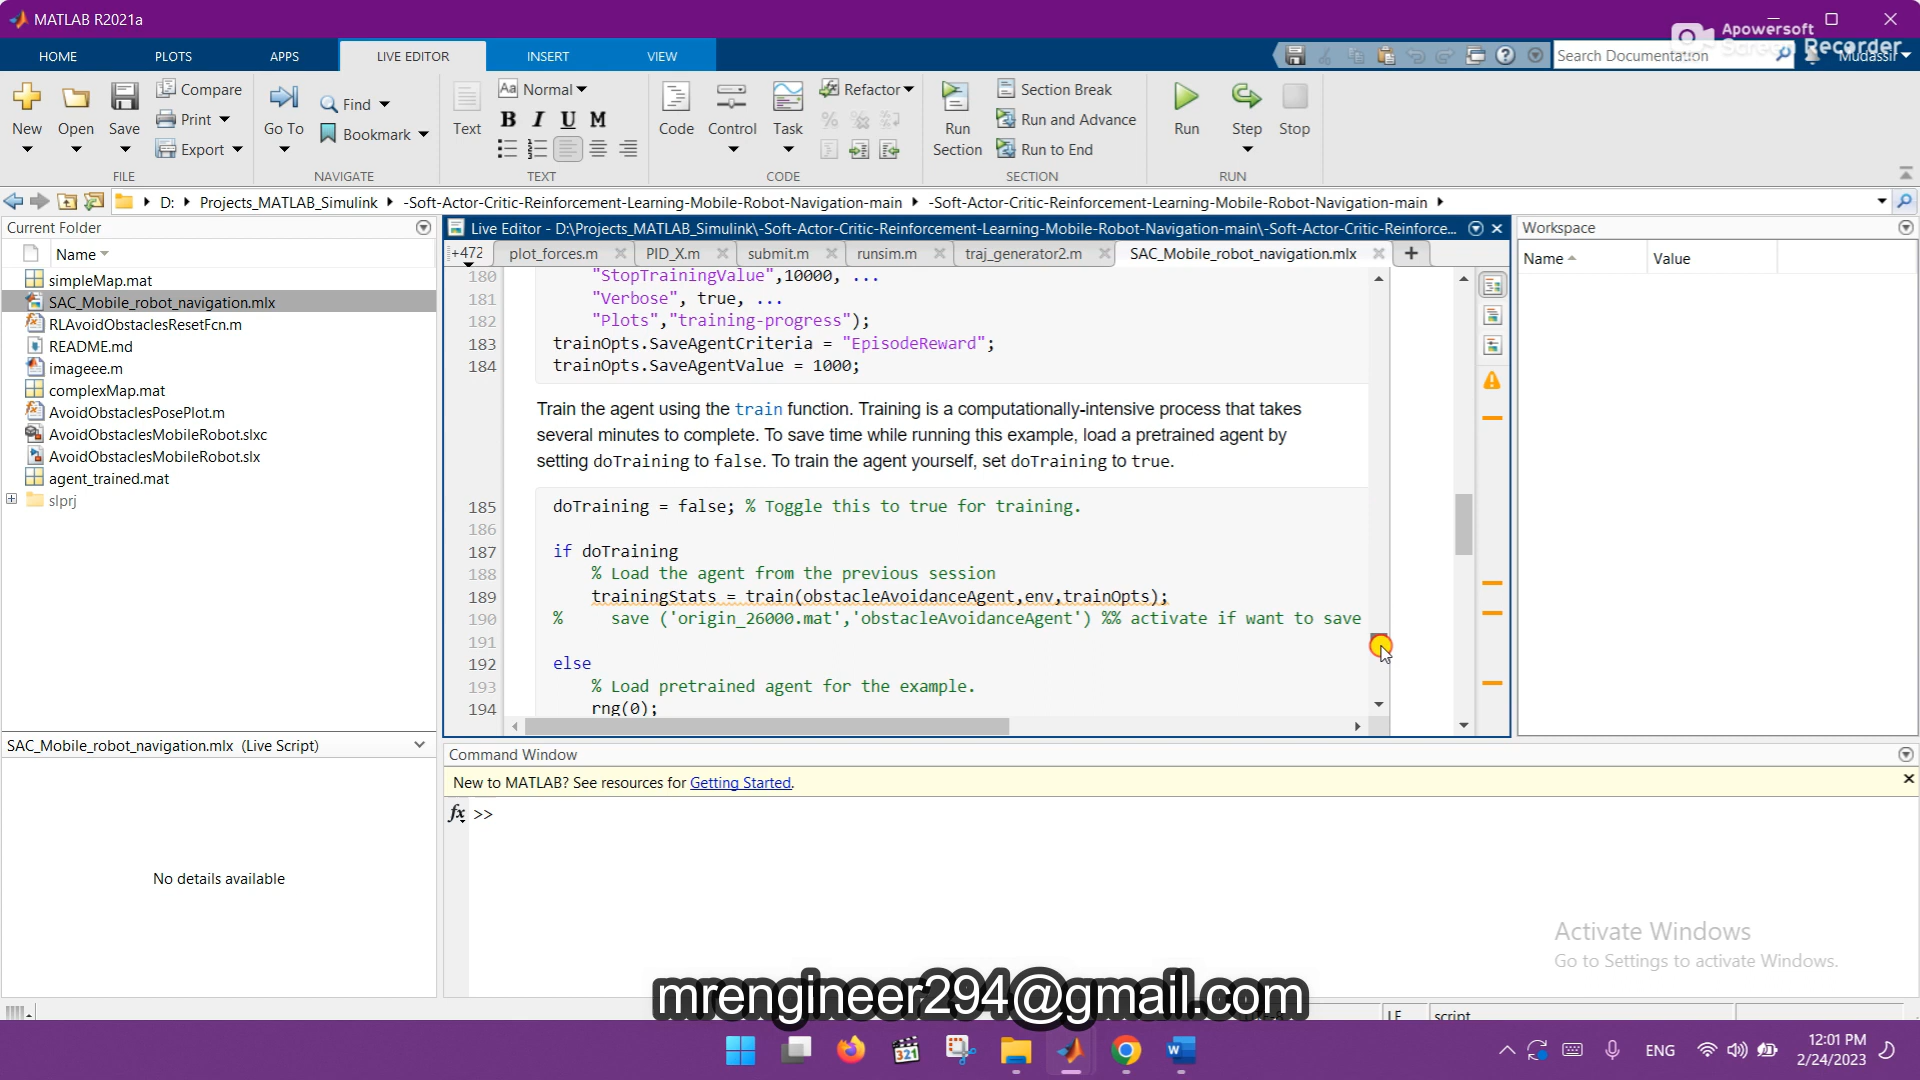 MATLAB R2021a
Apowersoft
Screen Recorder
HOME
PLOTS
APPS
LIVE EDITOR
INSERT
VIEW
Search Documentation
Mudassir
New
Open
Save
Compare
Print
Export
FILE
Go To
Find
Bookmark
NAVIGATE
Text
Aa Normal
B I U M
TEXT
Code
Control
Task
Refactor
CODE
Run
Section
Section Break
Run and Advance
Run to End
SECTION
Run
Step
Stop
RUN
D: Projects_MATLAB_Simulink -Soft-Actor-Critic-Reinforcement-Learning-Mobile-Robot-Navigation-main -Soft-Actor-Critic-Reinforcement-Learning-Mobile-Robot-Navigation-main
Current Folder
Name
simpleMap.mat
SAC_Mobile_robot_navigation.mlx
RLAvoidObstaclesResetFcn.m
README.md
imageee.m
complexMap.mat
AvoidObstaclesPosePlot.m
AvoidObstaclesMobileRobot.slxc
AvoidObstaclesMobileRobot.slx
agent_trained.mat
slprj
SAC_Mobile_robot_navigation.mlx (Live Script)
No details available
Live Editor - D:\Projects_MATLAB_Simulink\-Soft-Actor-Critic-Reinforcement-Learning-Mobile-Robot-Navigation-main\-Soft-Actor-Critic-Reinforce...
+472 plot_forces.m PID_X.m submit.m runsim.m traj_generator2.m SAC_Mobile_robot_navigation.mlx
180 "StopTrainingValue",10000, ...
181 "Verbose", true, ...
182 "Plots","training-progress");
183 trainOpts.SaveAgentCriteria = "EpisodeReward";
184 trainOpts.SaveAgentValue = 1000;
Train the agent using the train function. Training is a computationally-intensive process that takes
several minutes to complete. To save time while running this example, load a pretrained agent by
setting doTraining to false. To train the agent yourself, set doTraining to true.
185 doTraining = false; % Toggle this to true for training.
186
187 if doTraining
188 % Load the agent from the previous session
189 trainingStats = train(obstacleAvoidanceAgent,env,trainOpts);
190 % save ('origin_26000.mat','obstacleAvoidanceAgent') %% activate if want to save
191
192 else
193 % Load pretrained agent for the example.
194 rng(0);
Workspace
Name Value
Command Window
New to MATLAB? See resources for Getting Started.
fx >>
Activate Windows
Go to Settings to activate Windows.
mrengineer294@gmail.com
LF
script
321
ENG
12:01 PM
2/24/2023